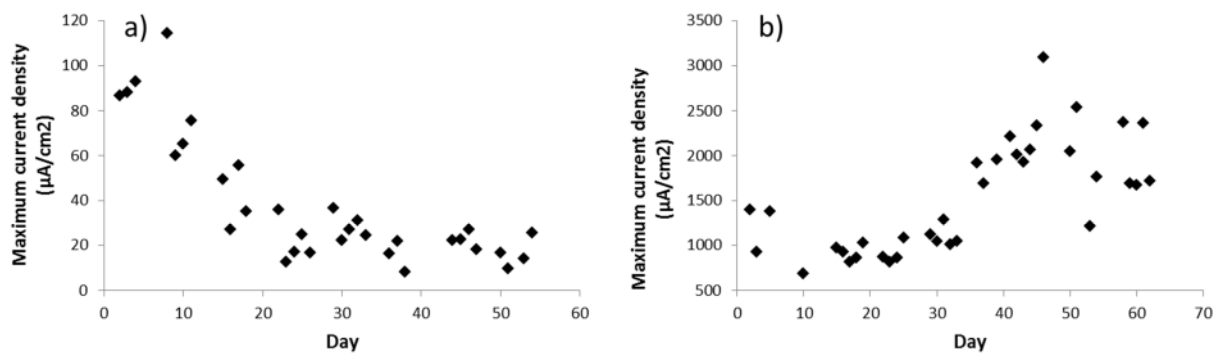 a)
Maximum current density
(µA/cm2)
120
100
80
60
40
20
0
0 10 20 30 40 50 60
Day
b)
Maximum current density
(µA/cm2)
3500
3000
2500
2000
1500
1000
500
0 10 20 30 40 50 60 70
Day